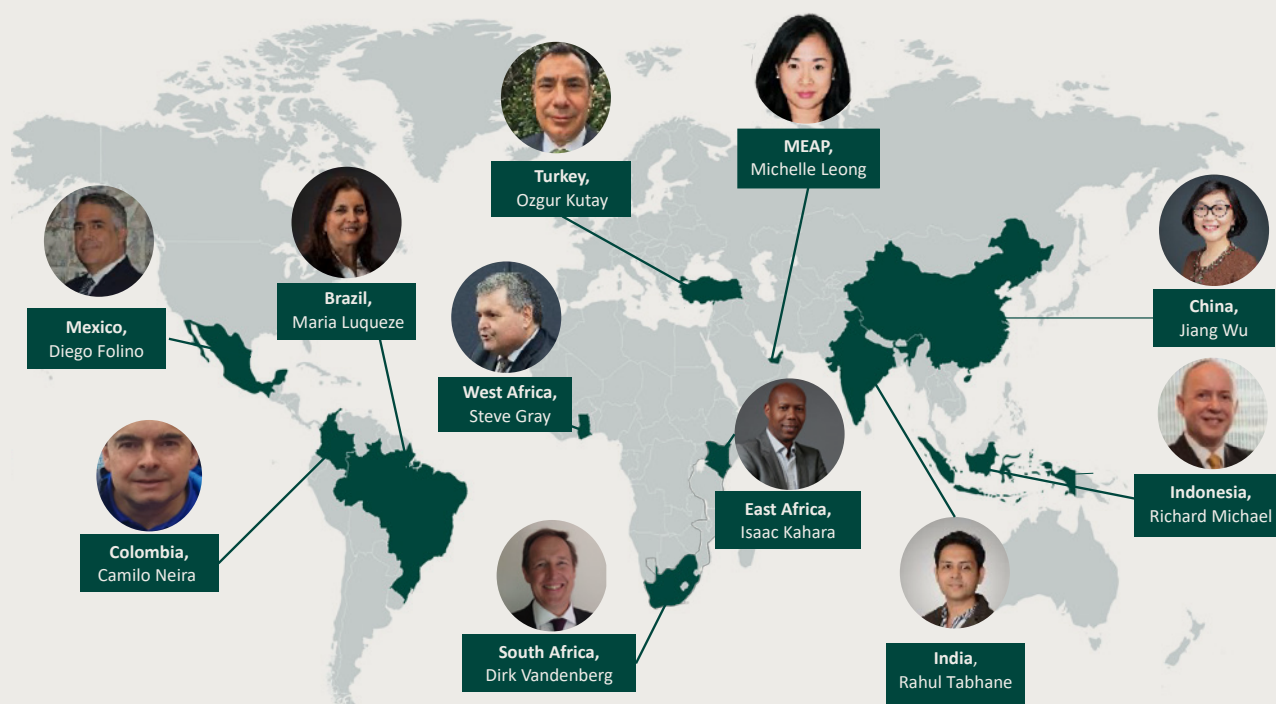 MEAP,
Michelle Leong
Turkey,
Ozgur Kutay
Brazil,
Maria Luqueze
China,
Jiang Wu
Mexico,
Diego Folino
West Africa,
Steve Gray
Indonesia,
Richard Michael
East Africa,
Isaac Kahara
Colombia,
Camilo Neira
South Africa,
Dirk Vandenberg
India,
Rahul Tabhane